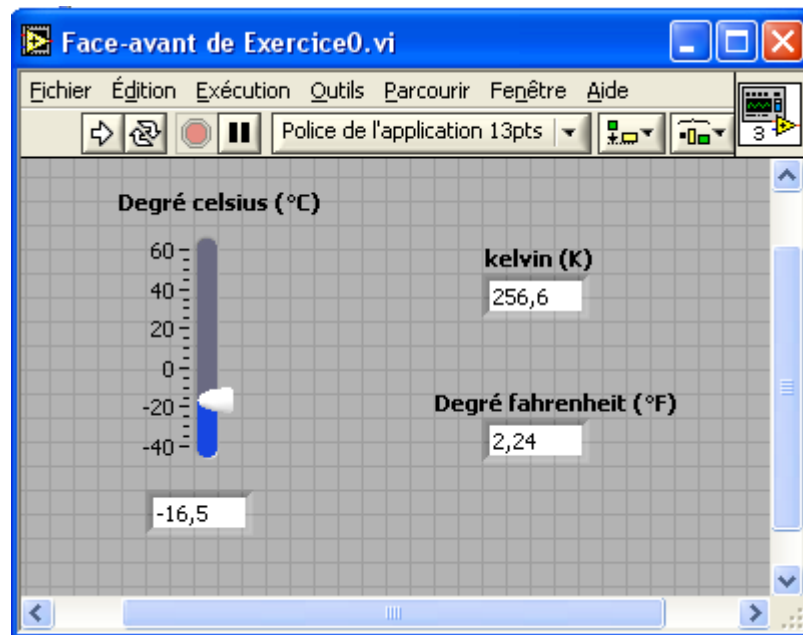 Face-avant de Exercice0.vi
Fichier Édition Exécution Outils Parcourir Fenêtre Aide
Police de l'application 13pts
3
Degré celsius (°C)
60
40
20
0
-20
-40
-16,5
kelvin (K)
256,6
Degré fahrenheit (°F)
2,24